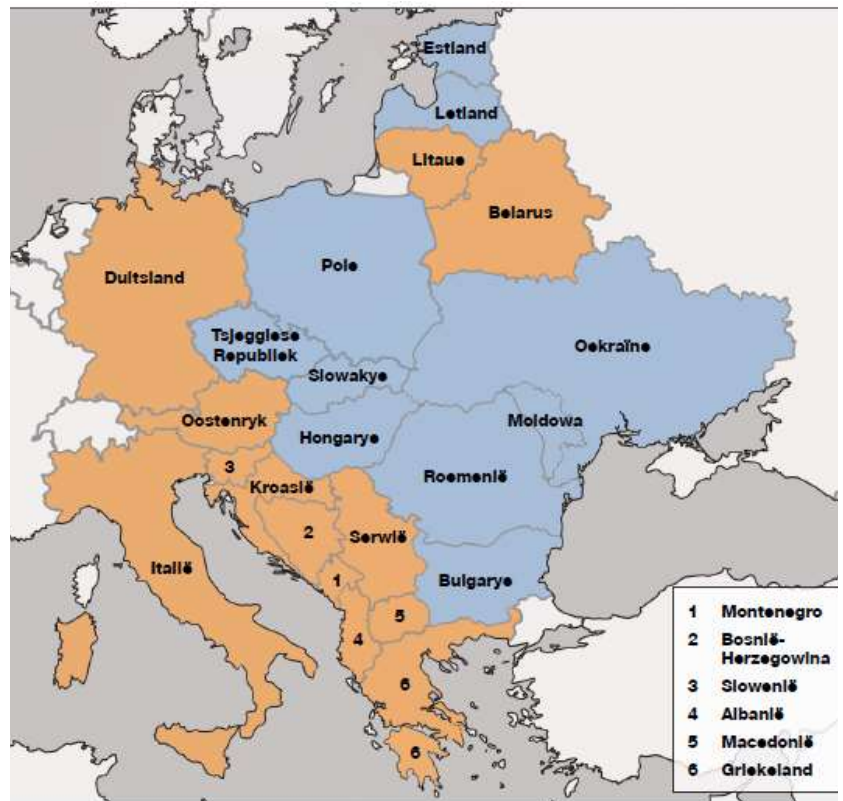 Estland
Letland
Litaue
Belarus
Duitsland
Pole
Tsjeggiese
Republiek
Oekraïne
Slowakye
Oostenryk
Hongarye
Moldowa
3
Kroasië
Roemenië
2
Serwië
Italië
1
Bulgarye
5
4
6
6
1 Montenegro
2 Bosnië-
Herzegowina
3 Slowenië
4 Albanië
5 Macedonië
6 Griekeland